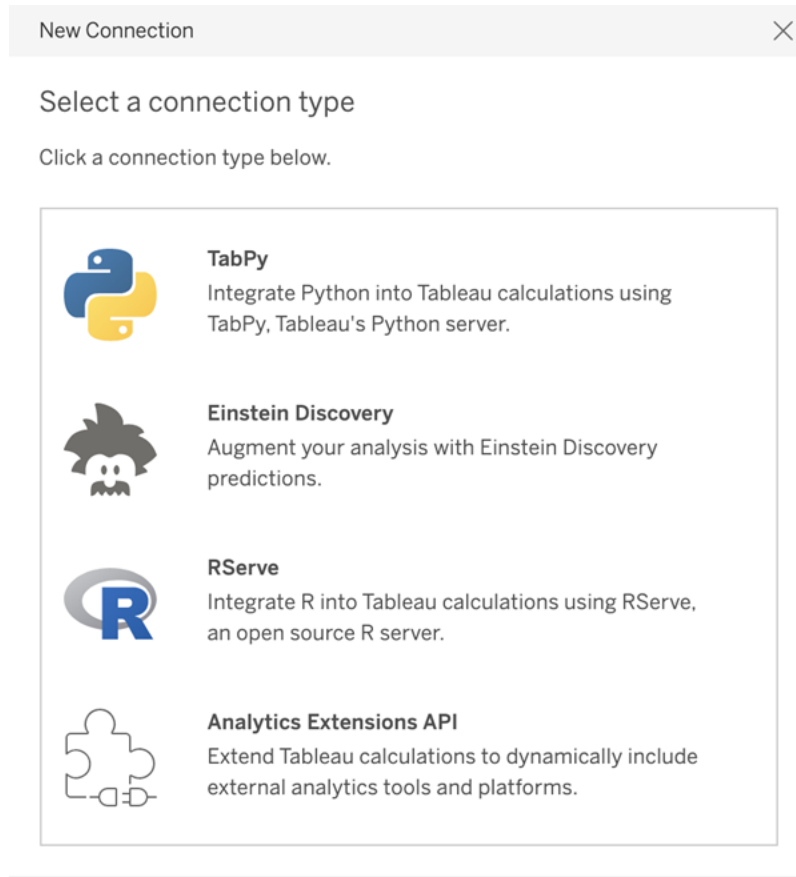 New Connection
Select a connection type
Click a connection type below.
TabPy
Integrate Python into Tableau calculations using
TabPy, Tableau's Python server.
Einstein Discovery
Augment your analysis with Einstein Discovery
predictions.
R
RServe
Integrate R into Tableau calculations using RServe,
an open source R server.
Analytics Extensions API
Extend Tableau calculations to dynamically include
external analytics tools and platforms.